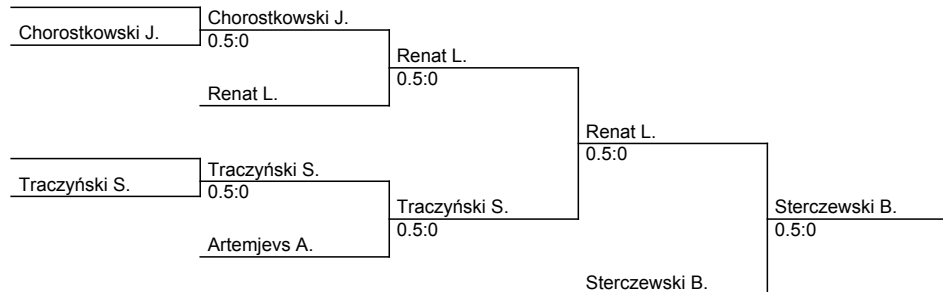 Chorostkowski J.
Chorostkowski J.
0.5:0
Renat L.
Renat L.
0.5:0
Traczyński S.
Traczyński S.
0.5:0
Artemjevs A.
Traczyński S.
0.5:0
Renat L.
0.5:0
Sterczewski B.
Sterczewski B.
0.5:0